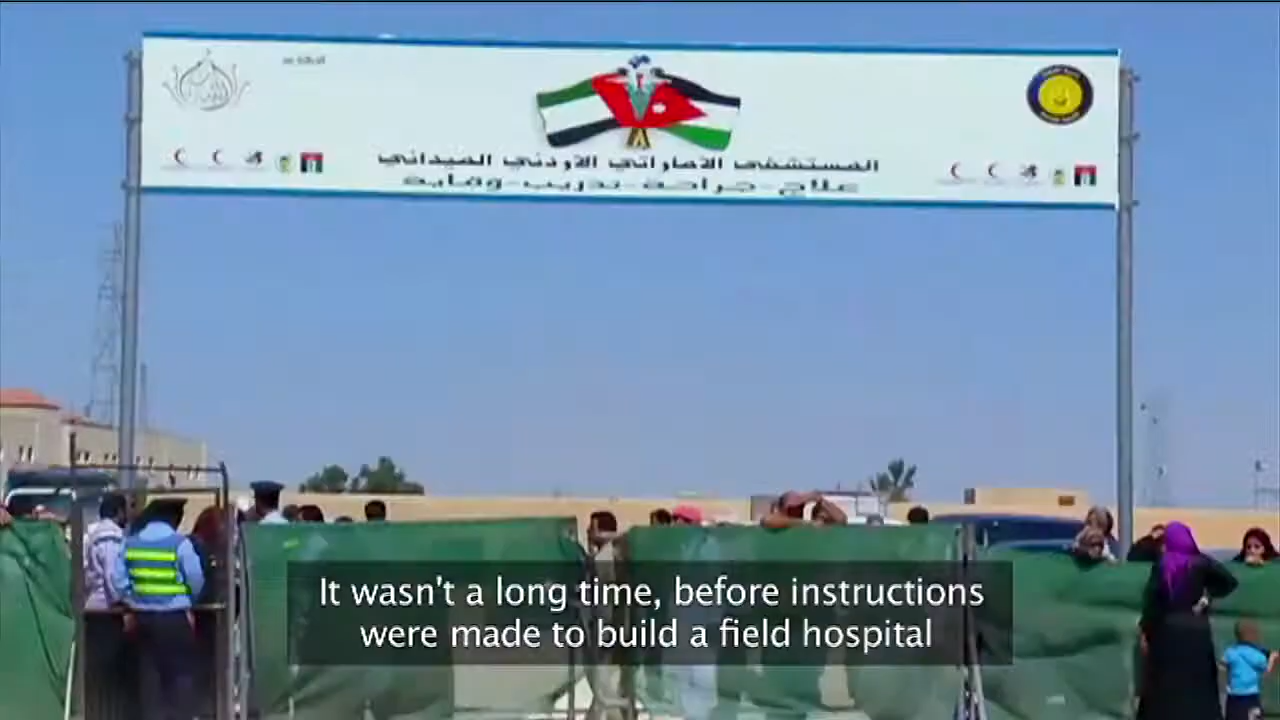 المستشفى الاماراتي الاردني الميداني
علاج-جراحة-تدريب-وقاية
It wasn't a long time, before instructions
were made to build a field hospital